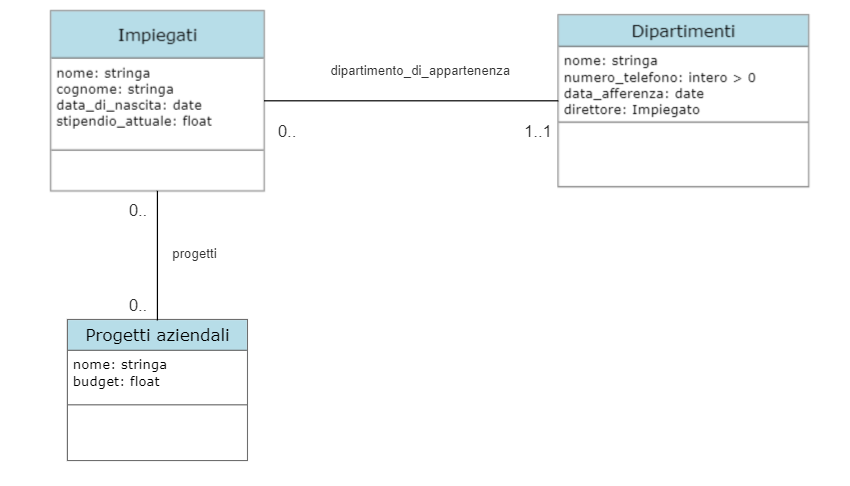 Impiegati
nome: stringa
cognome: stringa
data_di_nascita: date
stipendio_attuale: float
dipartimento_di_appartenenza
0..
1..1
Dipartimenti
nome: stringa
numero_telefono: intero > 0
data_afferenza: date
direttore: Impiegato
0..
progetti
0..
Progetti aziendali
nome: stringa
budget: float